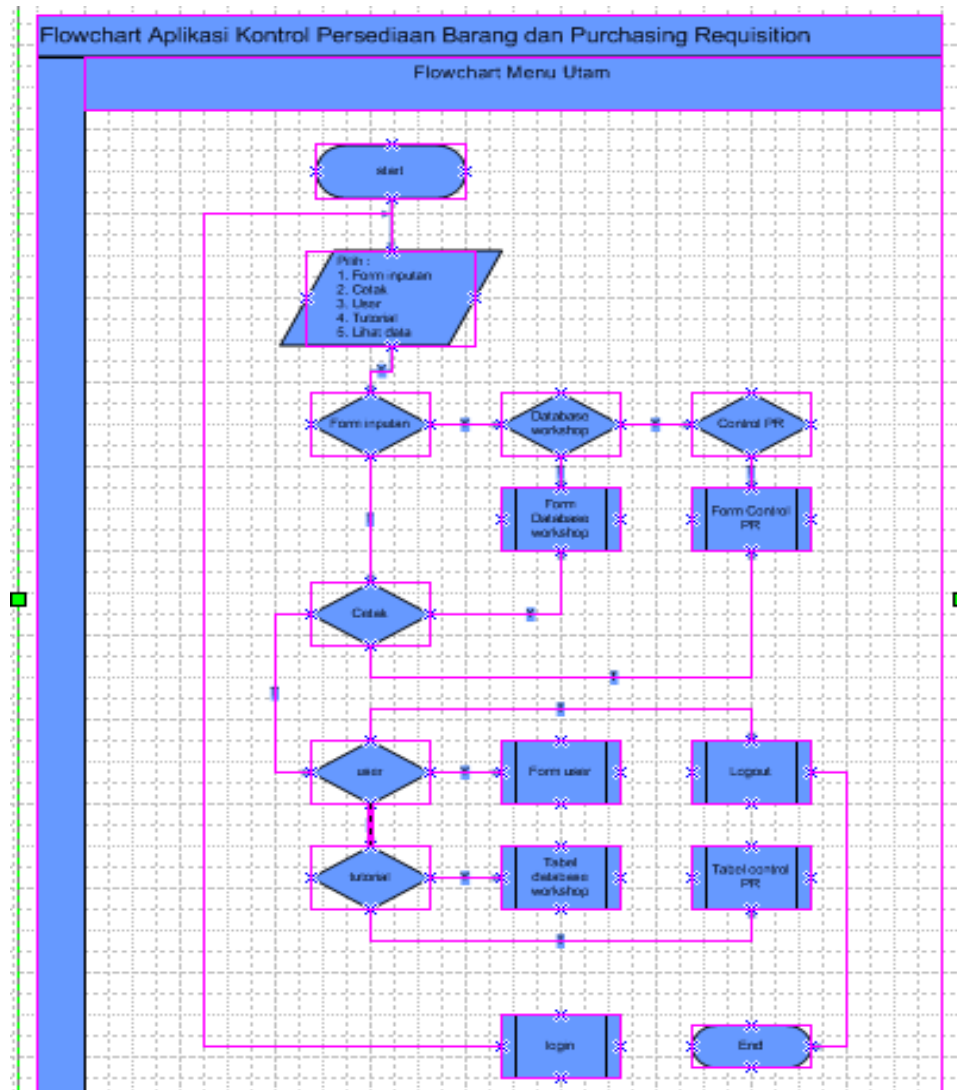 Flowchart Aplikasi Kontrol Persediaan Barang dan Purchasing Requisition
Flowchart Menu Utam
start
Pilih :
1. Form inputan
2. Cetak
3. User
4. Tutorial
5. Lihat data
Form inputan
Database
workshop
Control PR
Form
Database
workshop
Form Control
PR
Cetak
user
Form user
Logout
tutorial
Tabel
database
workshop
Tabel control
PR
login
End